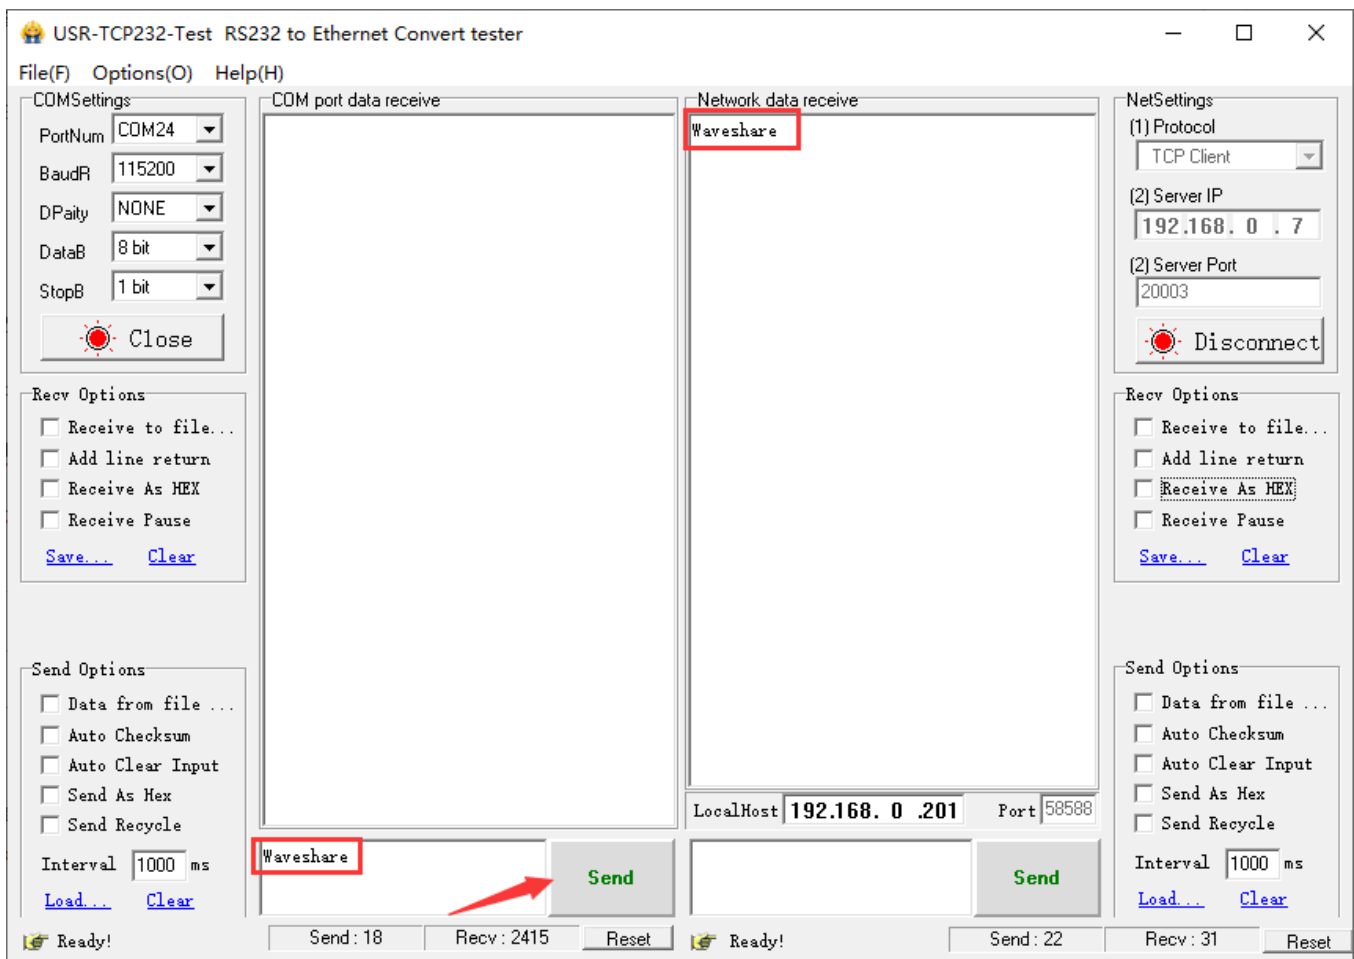 USR-TCP232-Test RS232 to Ethernet Convert tester
File(F) Options(O) Help(H)
COMSettings
PortNum COM24
BaudR 115200
DPaity NONE
DataB 8 bit
StopB 1 bit
Close
Recv Options
Receive to file...
Add line return
Receive As HEX
Receive Pause
Save... Clear
Send Options
Data from file ...
Auto Checksum
Auto Clear Input
Send As Hex
Send Recycle
Interval 1000 ms
Load... Clear
COM port data receive
Waveshare
Send
Network data receive
Waveshare
LocalHost 192.168. 0 .201 Port 58588
Send
NetSettings
(1) Protocol
TCP Client
(2) Server IP
192.168. 0 . 7
(2) Server Port
20003
Disconnect
Recv Options
Receive to file...
Add line return
Receive As HEX
Receive Pause
Save... Clear
Send Options
Data from file ...
Auto Checksum
Auto Clear Input
Send As Hex
Send Recycle
Interval 1000 ms
Load... Clear
Ready! Send : 18 Recv : 2415 Reset Ready! Send : 22 Recv : 31 Reset